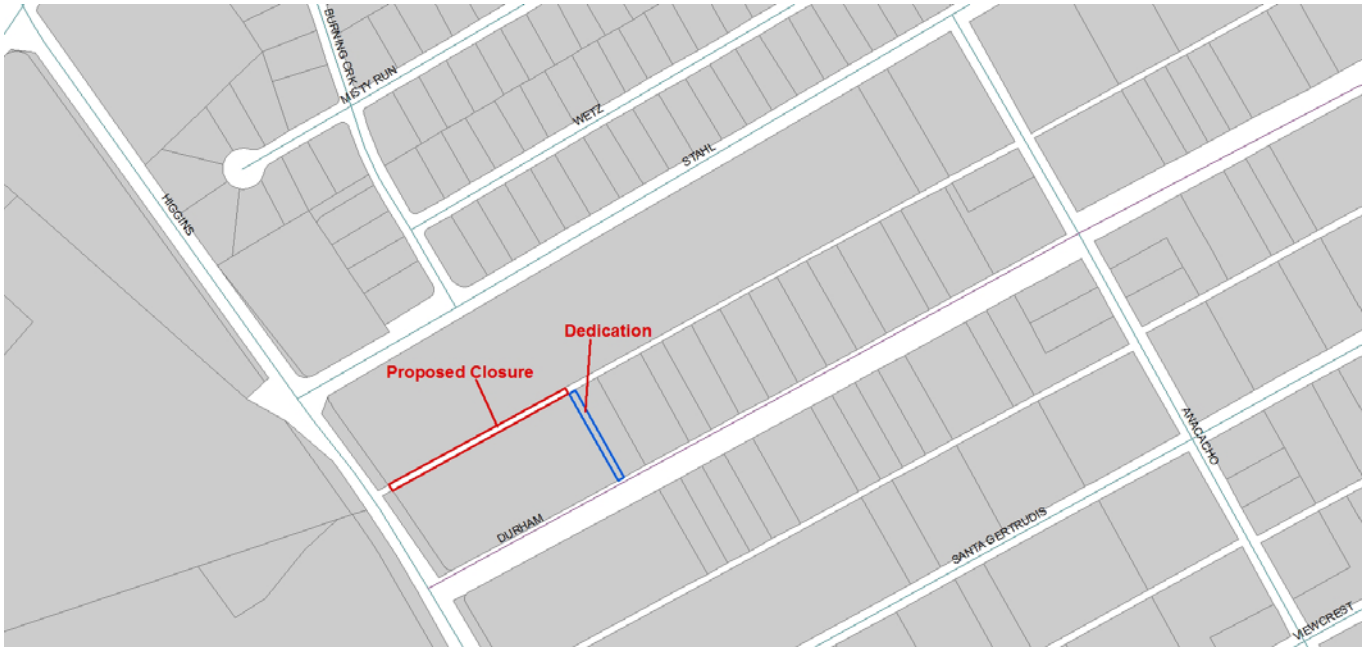 BURNING CRK
MISTY RUN
WETZ
STAHL
HIGGINS
Dedication
Proposed Closure
ANACACHO
DURHAM
SANTA GERTRUDIS
VIEWCREST